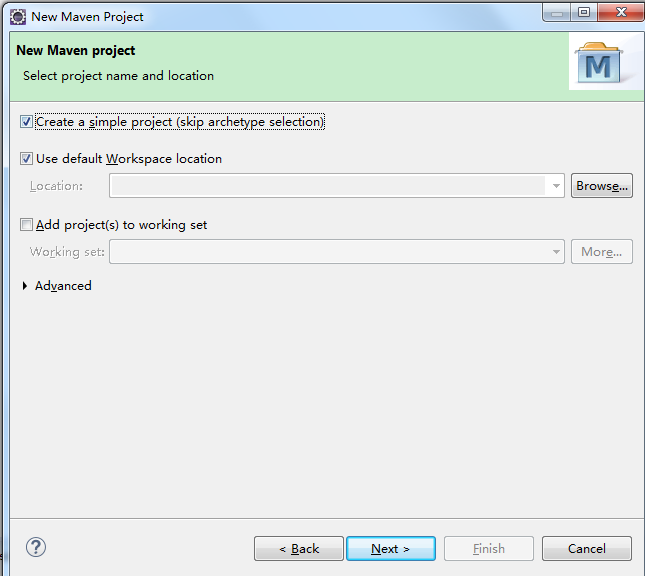 New Maven Project
New Maven project
Select project name and location
M
Create a simple project (skip archetype selection)
Use default Workspace location
Location:
Browse...
Add project(s) to working set
Working set:
More...
Advanced
?
< Back
Next >
Finish
Cancel